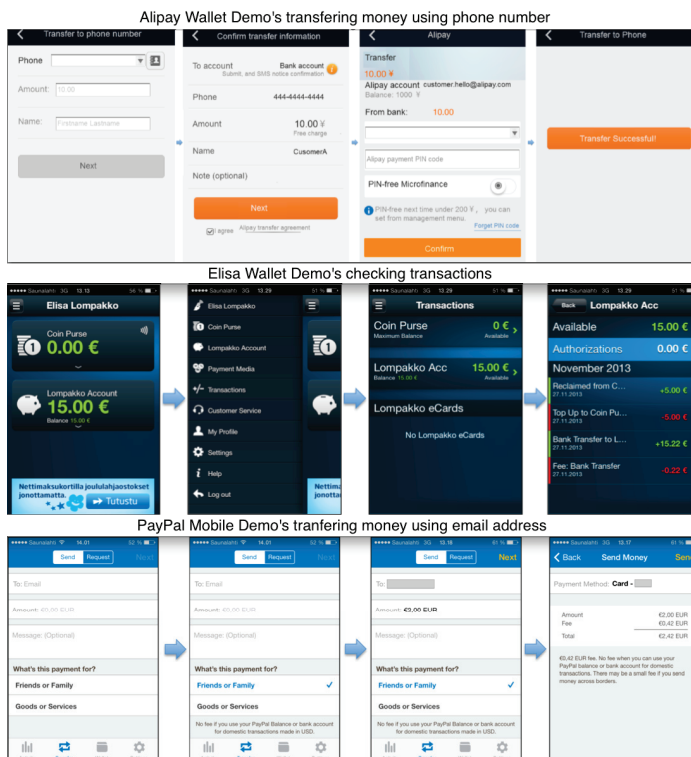 Alipay Wallet Demo's transfering money using phone number
Transfer to phone number
Phone
Amount: 10.00
Name: Firstname Lastname
Next
Confirm transfer information
To account Bank account
Submit, and SMS notice confirmation
Phone 444-4444-4444
Amount 10.00 ¥
Free charge
Name CusomerA
Note (optional)
Next
I agree Alipay transfer agreement
Alipay
Transfer
10.00 ¥
Alipay account customer.hello@alipay.com
Balance: 1000 ¥
From bank: 10.00
Alipay payment PIN code
PIN-free Microfinance
PIN-free next time under 200 ¥, you can
set from management menu.
Forget PIN code
Confirm
Transfer to Phone
Transfer Successful!
Elisa Wallet Demo's checking transactions
Saunalahti 3G 13.13 56 %
Elisa Lompakko
Coin Purse
0.00 €
Lompakko Account
15.00 €
Balance 15.00 €
Nettimaksukortilla joululahjaostokset
jonottamatta.
Tutustu
Saunalahti 3G 13.29 51 %
Elisa Lompakko
Coin Purse
Lompakko Account
Payment Media
Transactions
Customer Service
My Profile
Settings
Help
Log out
Nettima
jonotta
Saunalahti 3G 13.29 51 %
Transactions
Coin Purse 0 €
Maximum Balance Available
Lompakko Acc 15.00 €
Balance 15.00 € Available
Lompakko eCards
No Lompakko eCards
Saunalahti 3G 13.29 51 %
Back Lompakko Acc
Available 15.00 €
Authorizations 0.00 €
November 2013
Reclaimed from C... +5.00 €
27.11.2013
Top Up to Coin Pu... -5.00 €
27.11.2013
Bank Transfer to L... +15.22 €
27.11.2013
Fee: Bank Transfer -0.22 €
27.11.2013
PayPal Mobile Demo's tranfering money using email address
Saunalahti 14.01 52 %
Send Request Next
To: Email
Amount: €0,00 EUR
Message: (Optional)
What's this payment for?
Friends or Family
Goods or Services
Saunalahti 14.01 52 %
Send Request Next
To: Email
Amount: €0,00 EUR
Message: (Optional)
What's this payment for?
Friends or Family
Goods or Services
No fee if you use your PayPal Balance or bank account
for domestic transactions made in USD.
Saunalahti 3G 13.18 61 %
Send Request Next
To:
Amount: €2,00 EUR
Message: (Optional)
What's this payment for?
Friends or Family
Goods or Services
No fee if you use your PayPal Balance or bank account
for domestic transactions made in USD.
Saunalahti 3G 13.17 61 %
Back Send Money Sen
Payment Method: Card -
Amount €2,00 EUR
Fee €0,42 EUR
Total €2,42 EUR
€0,42 EUR fee. No fee when you can use your
PayPal balance or bank account for domestic
transactions. There may be a small fee if you send
money across borders.